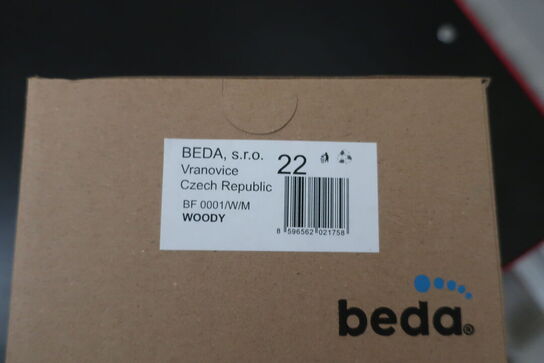 BEDA, s.r.o. 22
Vranovice
Czech Republic
BF 0001/W/M
WOODY
8 596562 021758
beda®